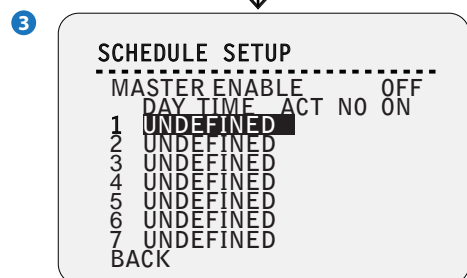 3
SCHEDULE SETUP
MASTER ENABLE OFF
DAY TIME ACT NO ON
1 UNDEFINED
2 UNDEFINED
3 UNDEFINED
4 UNDEFINED
5 UNDEFINED
6 UNDEFINED
7 UNDEFINED
BACK